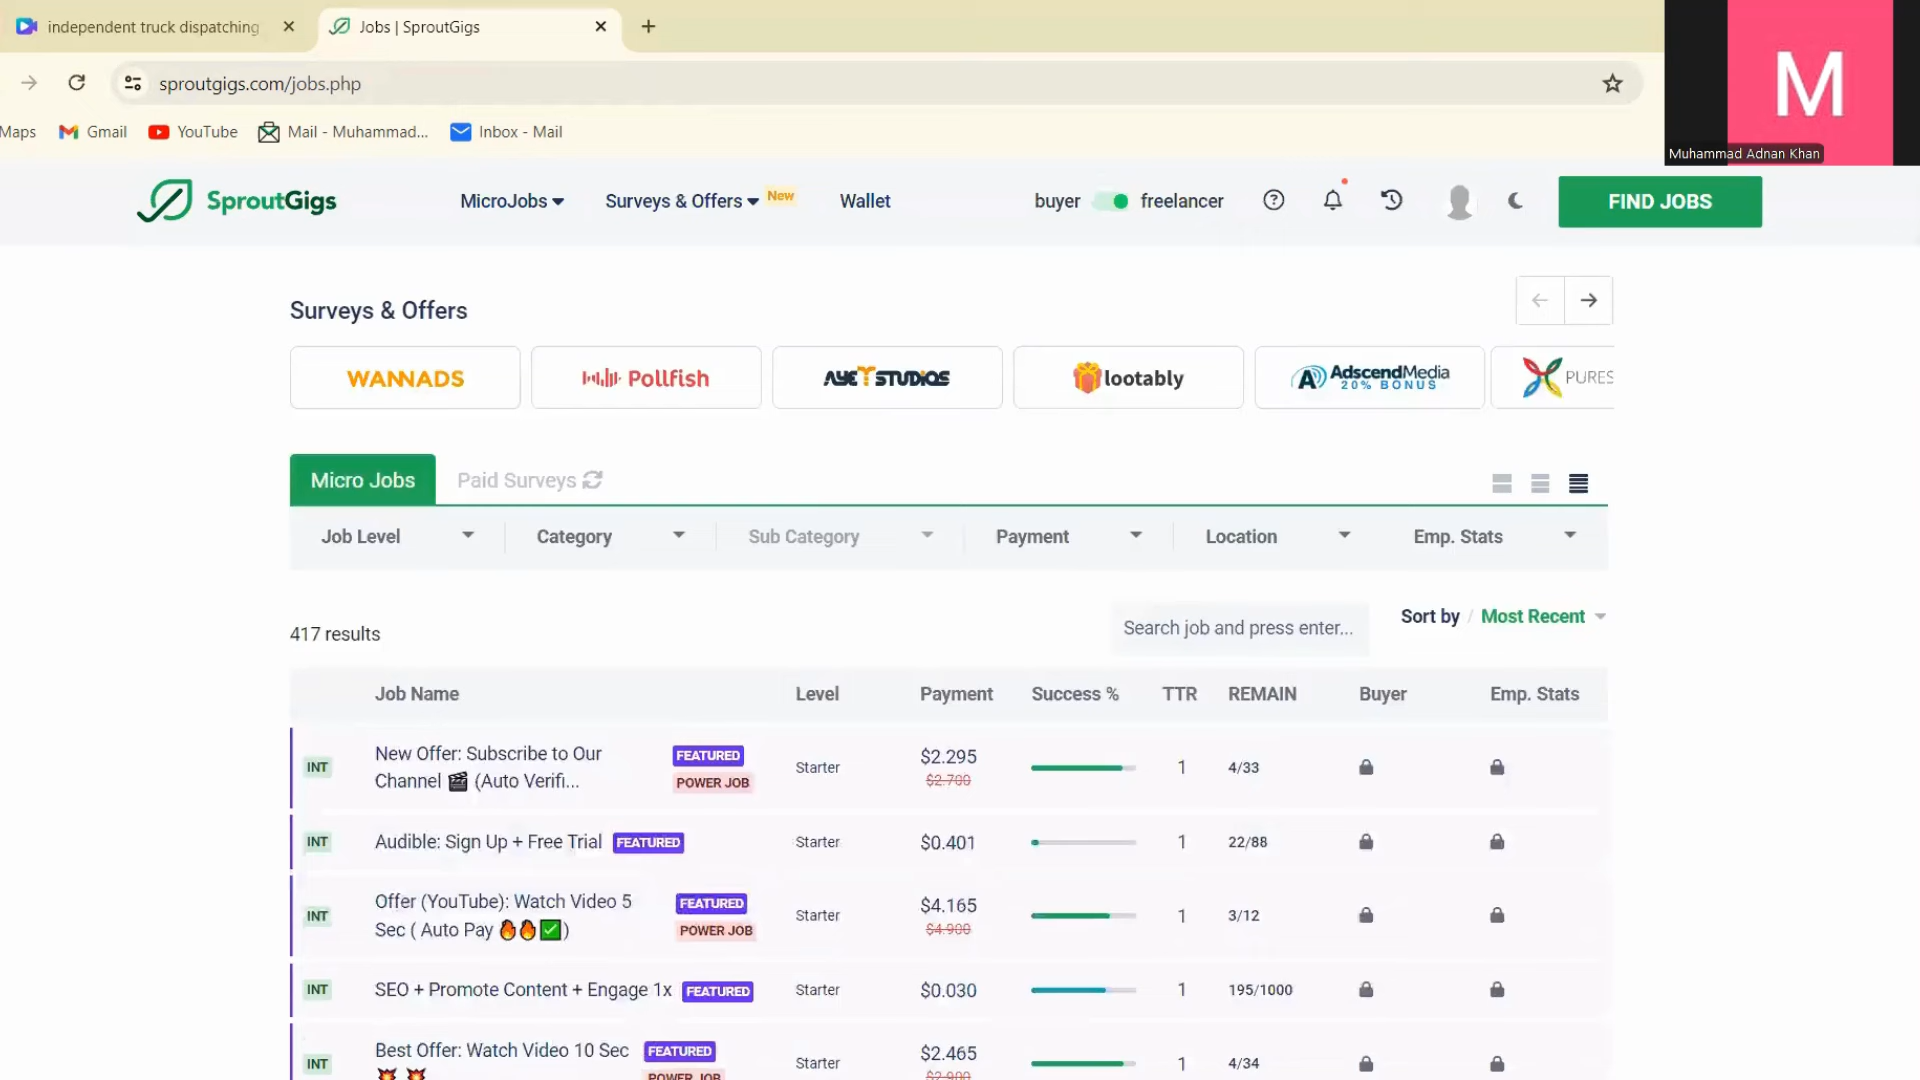 independent truck dispatching
Jobs | SproutGigs
sproutgigs.com/jobs.php
Maps
Gmail
YouTube
Mail - Muhammad...
Inbox - Mail
M
Muhammad Adnan Khan
SproutGigs
MicroJobs
Surveys & Offers
New
Wallet
buyer
freelancer
FIND JOBS
Surveys & Offers
WANNADS
Pollfish
AYET STUDIOS
lootably
AdscendMedia
20% BONUS
PURES
Micro Jobs
Paid Surveys
Job Level
Category
Sub Category
Payment
Location
Emp. Stats
417 results
Search job and press enter...
Sort by / Most Recent
Job Name Level Payment Success % TTR REMAIN Buyer Emp. Stats
INT
New Offer: Subscribe to Our
Channel 🎬 (Auto Verifi...
FEATURED
POWER JOB
Starter
$2.295
$2.700
1
4/33
INT
Audible: Sign Up + Free Trial
FEATURED
Starter
$0.401
1
22/88
INT
Offer (YouTube): Watch Video 5
Sec ( Auto Pay 🔥🔥✅)
FEATURED
POWER JOB
Starter
$4.165
$4.900
1
3/12
INT
SEO + Promote Content + Engage 1x
FEATURED
Starter
$0.030
1
195/1000
INT
Best Offer: Watch Video 10 Sec
💥 💥
FEATURED
POWER JOB
Starter
$2.465
$2.900
1
4/34